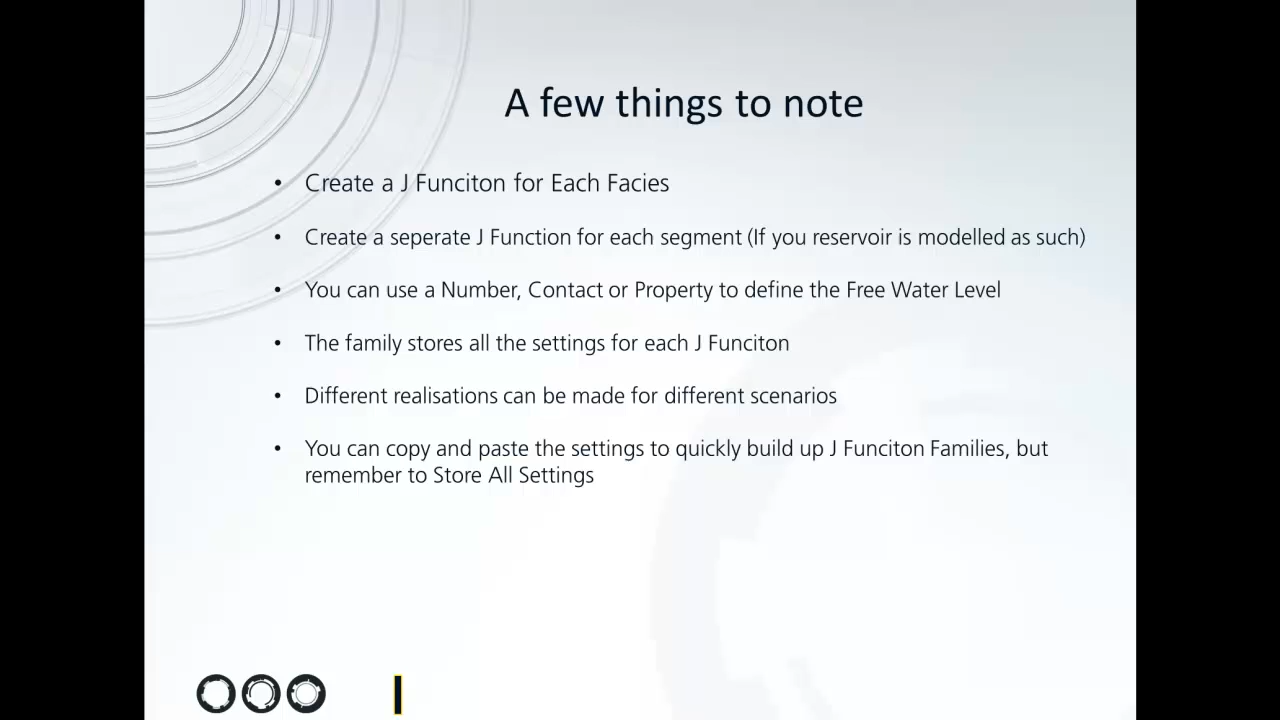 A few things to note
• Create a J Funciton for Each Facies
• Create a seperate J Function for each segment (If you reservoir is modelled as such)
• You can use a Number, Contact or Property to define the Free Water Level
• The family stores all the settings for each J Funciton
• Different realisations can be made for different scenarios
• You can copy and paste the settings to quickly build up J Funciton Families, but
remember to Store All Settings